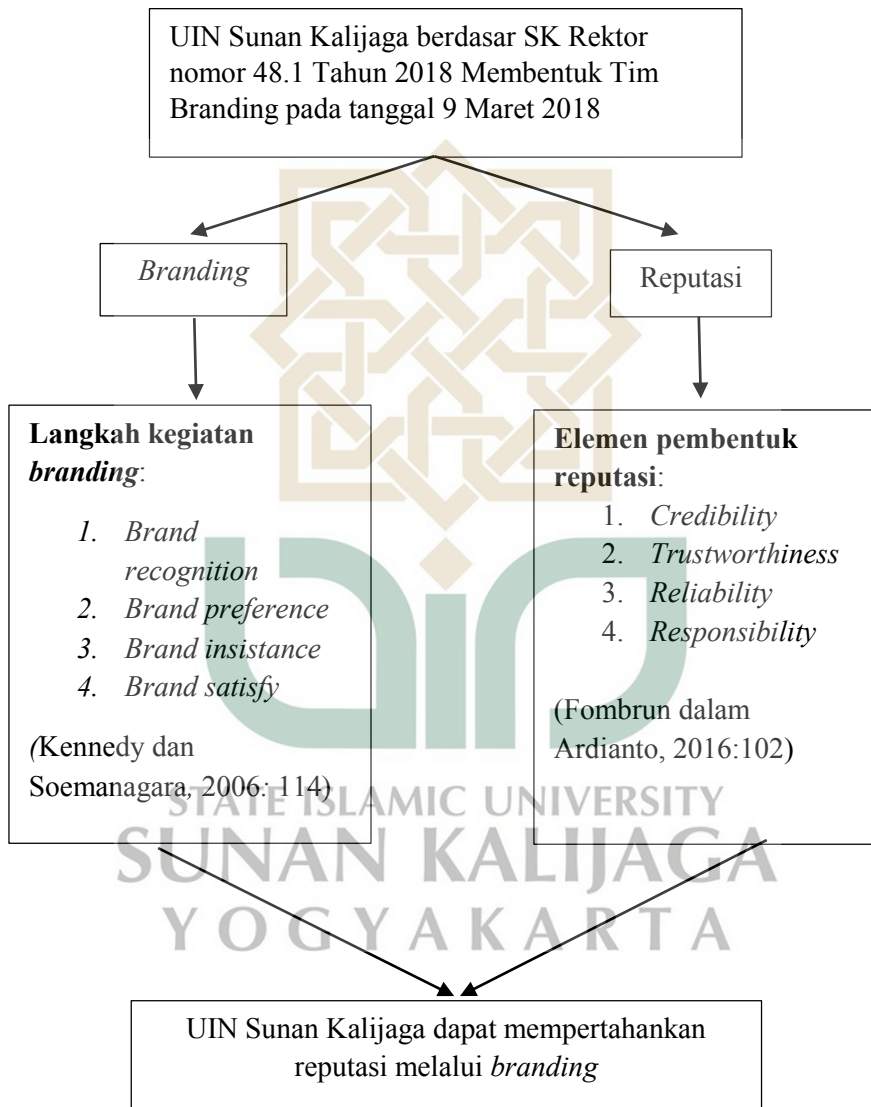 UIN Sunan Kalijaga berdasar SK Rektor
nomor 48.1 Tahun 2018 Membentuk Tim
Branding pada tanggal 9 Maret 2018
Branding
Reputasi
Langkah kegiatan
branding:
1. Brand
recognition
2. Brand preference
3. Brand insistance
4. Brand satisfy
(Kennedy dan
Soemanagara, 2006: 114)
Elemen pembentuk
reputasi:
1. Credibility
2. Trustworthiness
3. Reliability
4. Responsibility
(Fombrun dalam
Ardianto, 2016:102)
STATE ISLAMIC UNIVERSITY
SUNAN KALIJAGA
YOGYAKARTA
UIN Sunan Kalijaga dapat mempertahankan
reputasi melalui branding